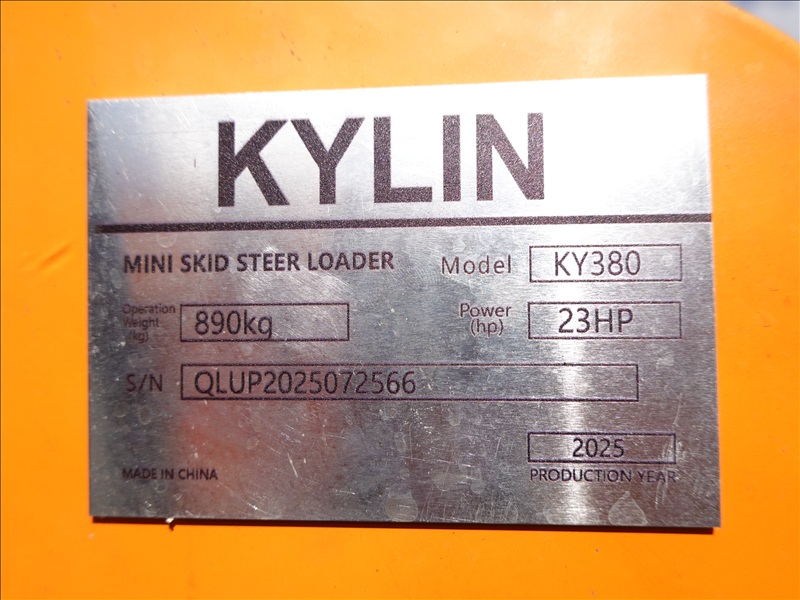 KYLIN
MINI SKID STEER LOADER Model KY380
Operation Weight (kg) 890kg Power (hp) 23HP
S/N QLUP2025072566
2025
MADE IN CHINA PRODUCTION YEAR